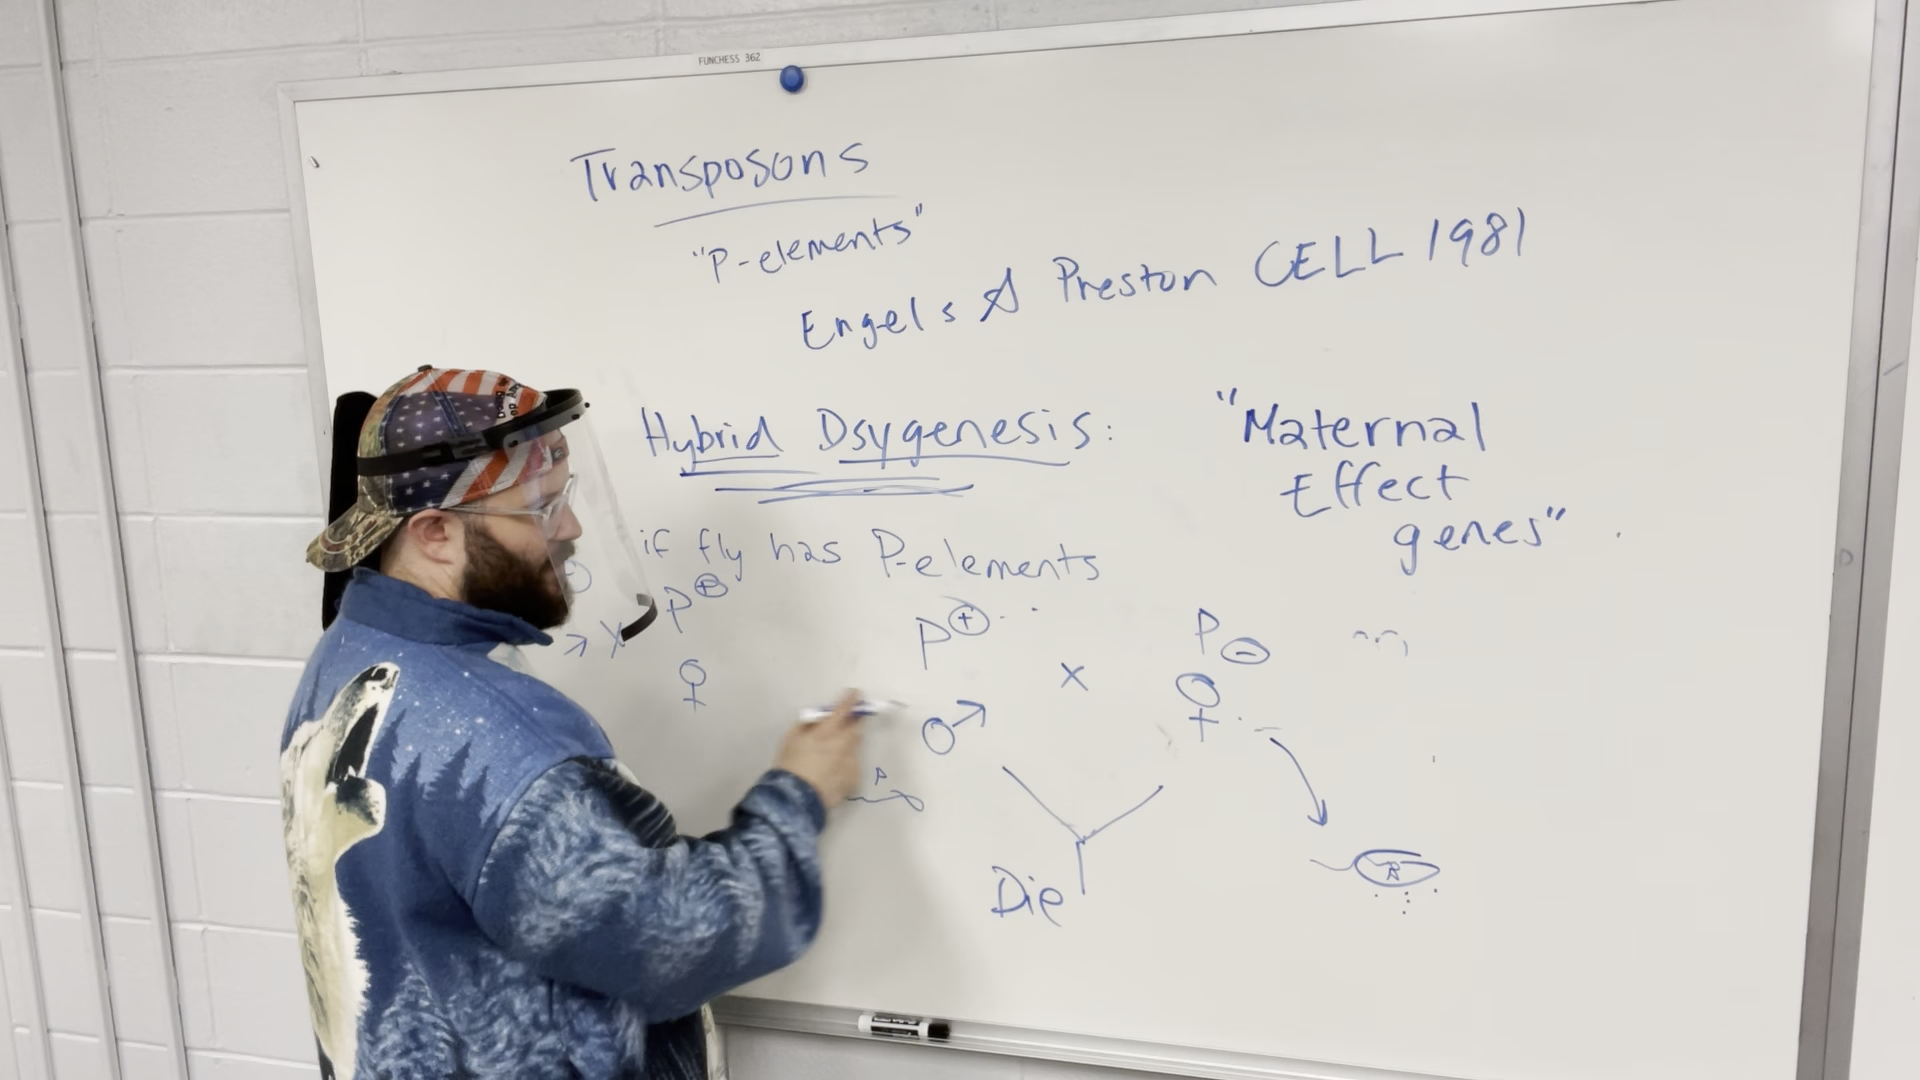 FUNCHESS 362
Transposons
"P-elements"
Engels & Preston CELL 1981
Hybrid Dsygenesis:
"Maternal
Effect
genes"
if fly has P-elements
P⊕
P⊕
P⊖
♀
X
♂ X ♀
Die